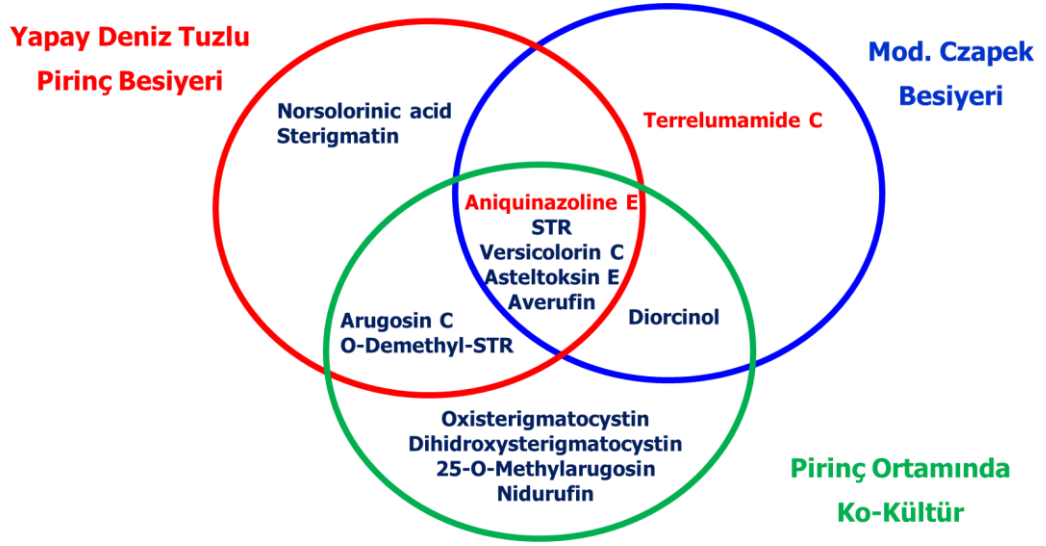 Yapay Deniz Tuzlu
Pirinç Besiyeri
Mod. Czapek
Besiyeri
Norsolorinic acid
Sterigmatin
Terrelumamide C
Aniquinazoline E
STR
Versicolorin C
Asteltoksin E
Averufin
Diorcinol
Arugosin C
O-Demethyl-STR
Oxisterigmatocystin
Dihidroxysterigmatocystin
25-O-Methylarugosin
Nidurufin
Pirinç Ortamında
Ko-Kültür